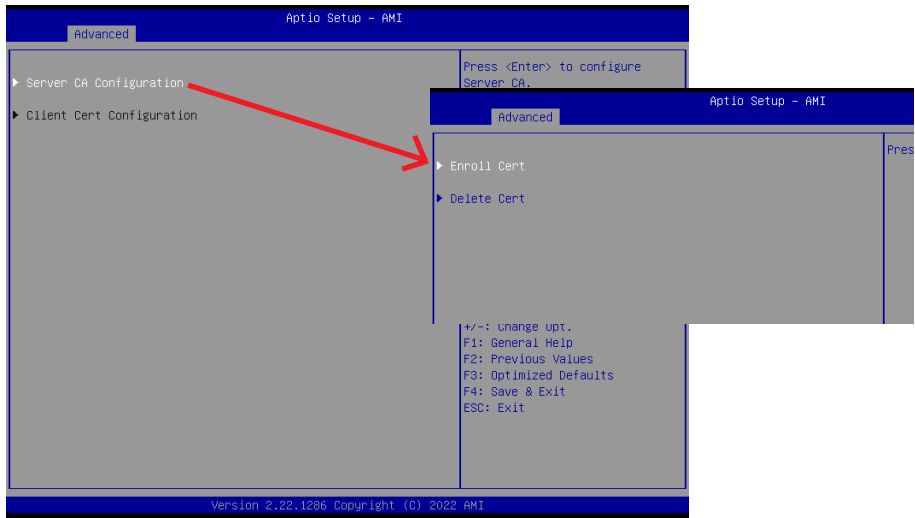 Aptio Setup - AMI
Advanced
Server CA Configuration
Client Cert Configuration
Press <Enter> to configure
Server CA.
Aptio Setup - AMI
Advanced
Enroll Cert
Delete Cert
Pres
+/-: Change Opt.
F1: General Help
F2: Previous Values
F3: Optimized Defaults
F4: Save & Exit
ESC: Exit
Version 2.22.1286 Copyright (C) 2022 AMI